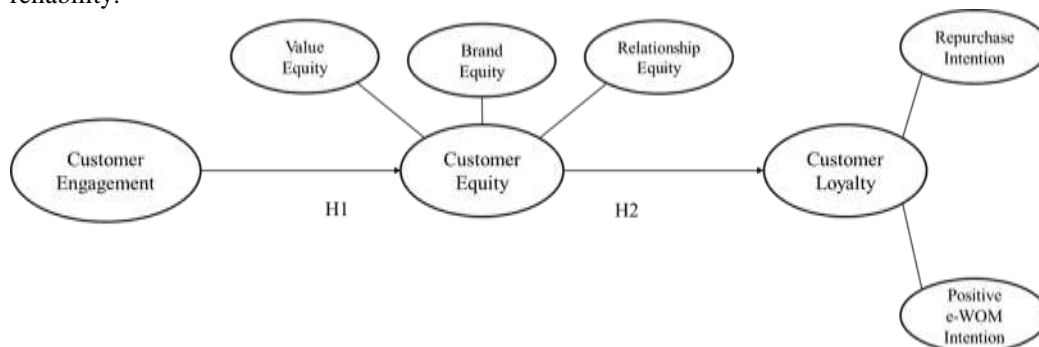 reliability.
Value
Equity
Brand
Equity
Relationship
Equity
Repurchase
Intention
Customer
Engagement
Customer
Equity
Customer
Loyalty
H1
H2
Positive
e-WOM
Intention